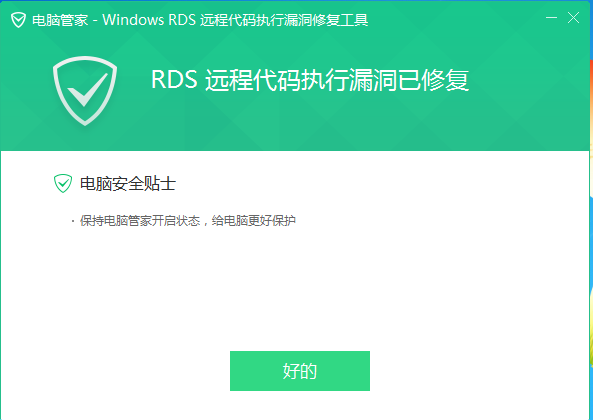 电脑管家 - Windows RDS 远程代码执行漏洞修复工具
RDS 远程代码执行漏洞已修复
电脑安全贴士
· 保持电脑管家开启状态，给电脑更好保护
好的